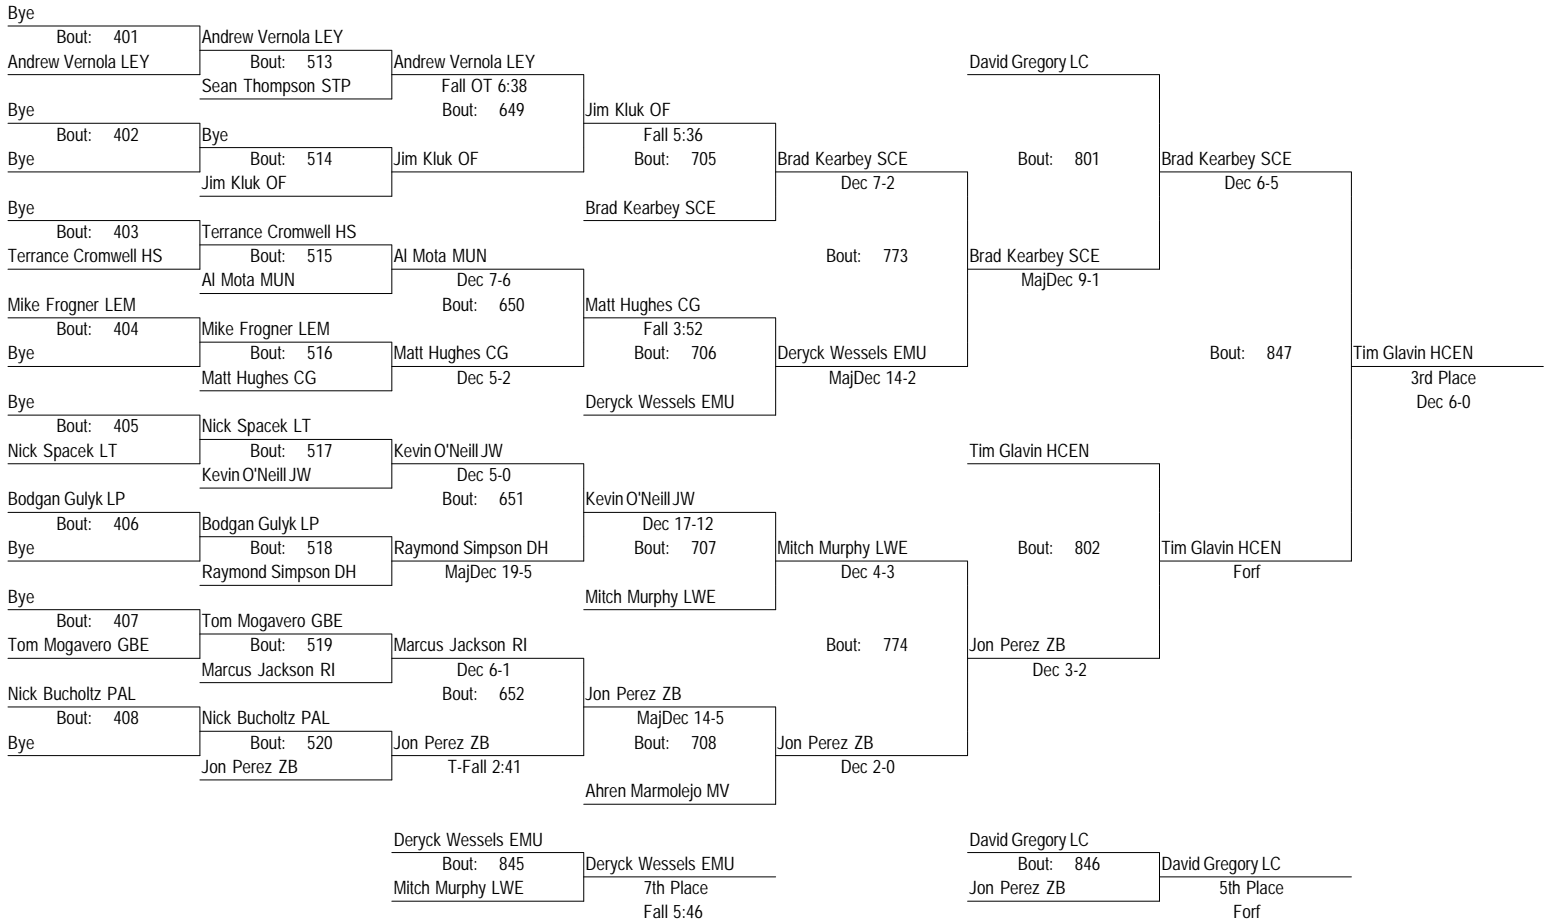 Bye
Bout: 401 Andrew Vernola LEY
Andrew Vernola LEY Bout: 513 Andrew Vernola LEY David Gregory LC
Sean Thompson STP Fall OT 6:38
Bye Bout: 649 Jim Kluk OF
Bout: 402 Bye Fall 5:36
Bye Bout: 514 Jim Kluk OF Bout: 705 Brad Kearbey SCE Bout: 801 Brad Kearbey SCE
Jim Kluk OF Dec 7-2 Dec 6-5
Bye Brad Kearbey SCE
Bout: 403 Terrance Cromwell HS
Terrance Cromwell HS Bout: 515 Al Mota MUN Bout: 773 Brad Kearbey SCE
Al Mota MUN Dec 7-6 MajDec 9-1
Mike Frogner LEM Bout: 650 Matt Hughes CG
Bout: 404 Mike Frogner LEM Fall 3:52
Bye Bout: 516 Matt Hughes CG Bout: 706 Deryck Wessels EMU Bout: 847 Tim Glavin HCEN
Matt Hughes CG Dec 5-2 MajDec 14-2 3rd Place
Bye Deryck Wessels EMU Dec 6-0
Bout: 405 Nick Spacek LT
Nick Spacek LT Bout: 517 Kevin O'Neill JW Tim Glavin HCEN
Kevin O'Neill JW Dec 5-0
Bodgan Gulyk LP Bout: 651 Kevin O'Neill JW
Bout: 406 Bodgan Gulyk LP Dec 17-12
Bye Bout: 518 Raymond Simpson DH Bout: 707 Mitch Murphy LWE Bout: 802 Tim Glavin HCEN
Raymond Simpson DH MajDec 19-5 Dec 4-3 Forf
Bye Mitch Murphy LWE
Bout: 407 Tom Mogavero GBE
Tom Mogavero GBE Bout: 519 Marcus Jackson RI Bout: 774 Jon Perez ZB
Marcus Jackson RI Dec 6-1 Dec 3-2
Nick Bucholtz PAL Bout: 652 Jon Perez ZB
Bout: 408 Nick Bucholtz PAL MajDec 14-5
Bye Bout: 520 Jon Perez ZB Bout: 708 Jon Perez ZB
Jon Perez ZB T-Fall 2:41 Dec 2-0
Ahren Marmolejo MV
Deryck Wessels EMU David Gregory LC
Bout: 845 Deryck Wessels EMU Bout: 846 David Gregory LC
Mitch Murphy LWE 7th Place Jon Perez ZB 5th Place
Fall 5:46 Forf